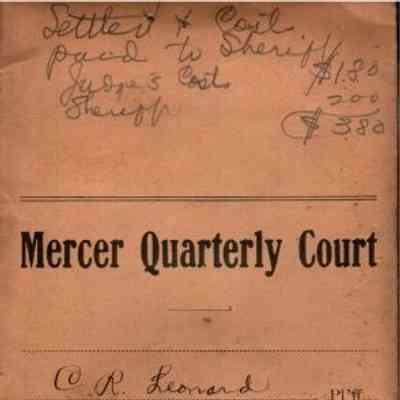 Settled & Cost
paid to Sheriff
Judge's Cost $1.80
Sheriff 200
$ 3.80
Mercer Quarterly Court
C. R. Leonard Pl'ff.